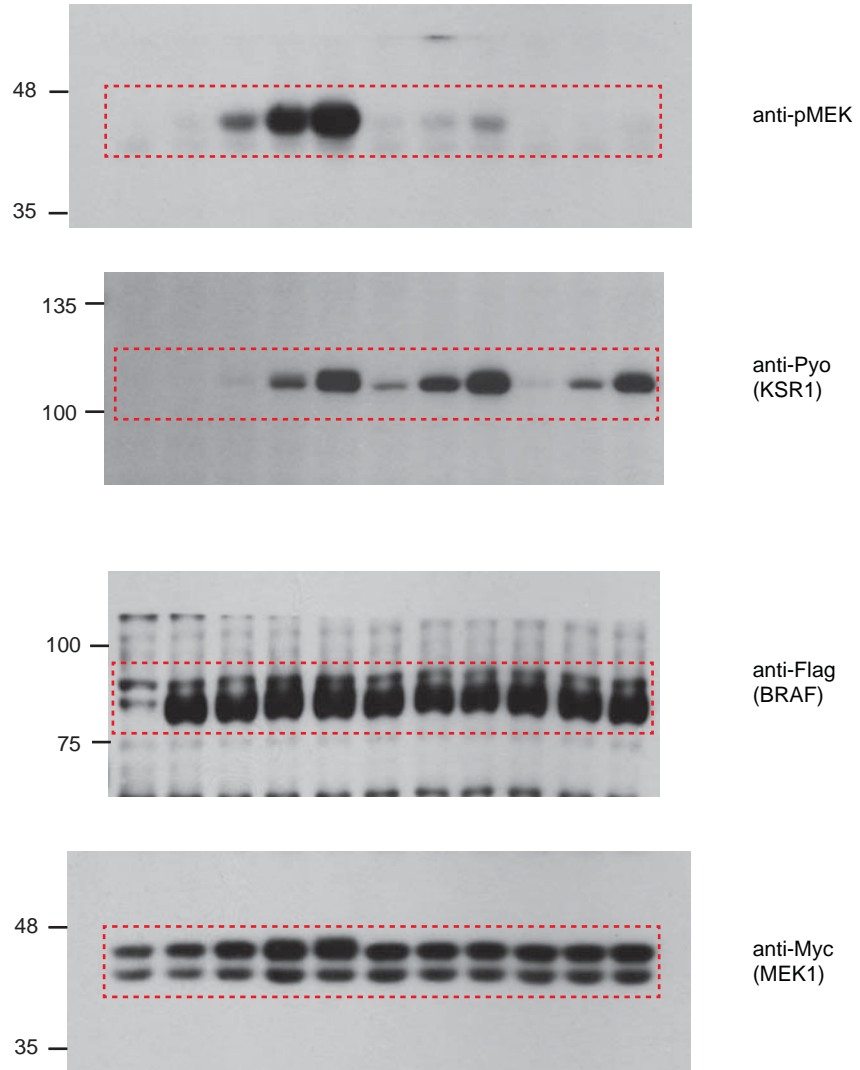 48
anti-pMEK
35
135
anti-Pyo
(KSR1)
100
100
anti-Flag
(BRAF)
75
48
anti-Myc
(MEK1)
35